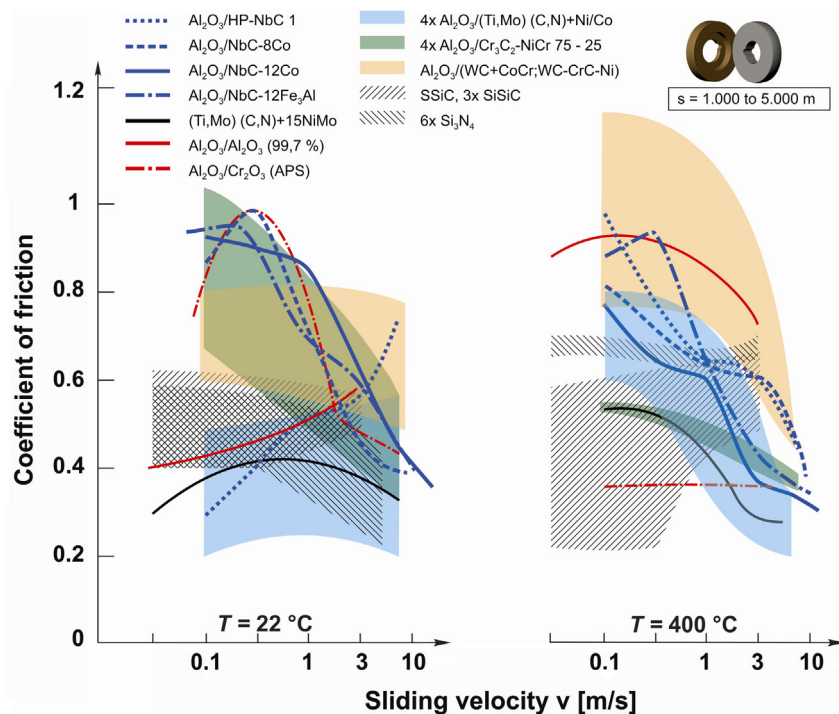 Al₂O₃/HP-NbC 1
Al₂O₃/NbC-8Co
Al₂O₃/NbC-12Co
Al₂O₃/NbC-12Fe₃Al
(Ti,Mo) (C,N)+15NiMo
Al₂O₃/Al₂O₃ (99,7 %)
Al₂O₃/Cr₂O₃ (APS)
4x Al₂O₃/(Ti,Mo) (C,N)+Ni/Co
4x Al₂O₃/Cr₃C₂-NiCr 75 - 25
Al₂O₃/(WC+CoCr;WC-CrC-Ni)
SSiC, 3x SiSiC
6x Si₃N₄
s = 1.000 to 5.000 m
Coefficient of friction
1.2
1
0.8
0.6
0.4
0.2
0
T = 22 °C
T = 400 °C
0.1 1 3 10
0.1 1 3 10
Sliding velocity v [m/s]